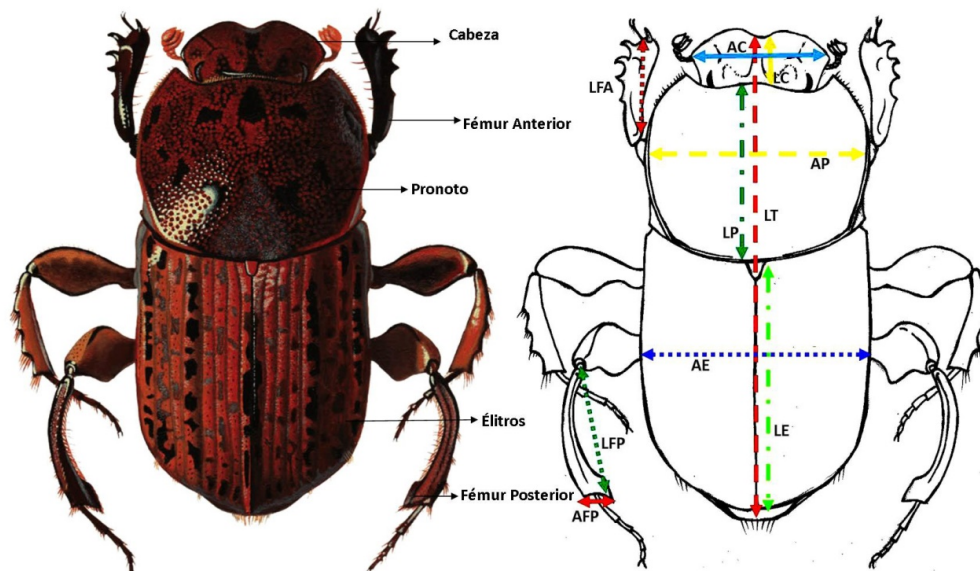 Cabeza
Fémur Anterior
Pronoto
Élitros
Fémur Posterior
AC
LC
LFA
AP
LT
LP
AE
LE
LFP
AFP